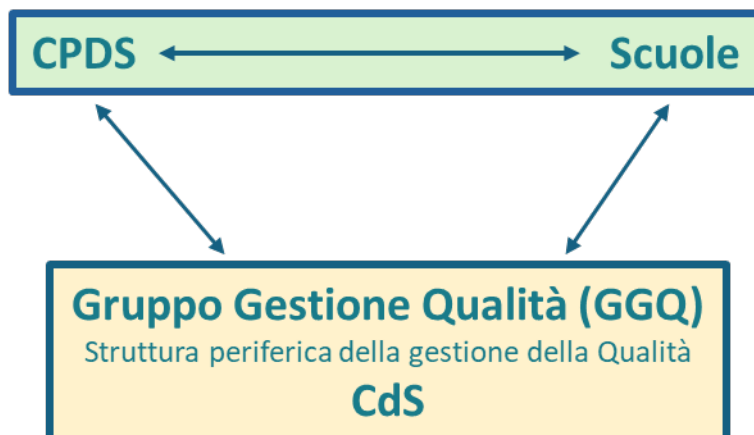 CPDS Scuole
Gruppo Gestione Qualità (GGQ)
Struttura periferica della gestione della Qualità
CdS